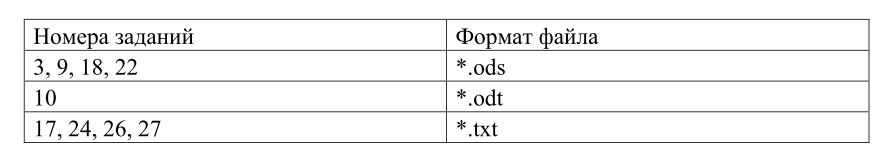 Номера заданий Формат файла
3, 9, 18, 22 *.ods
10 *.odt
17, 24, 26, 27 *.txt